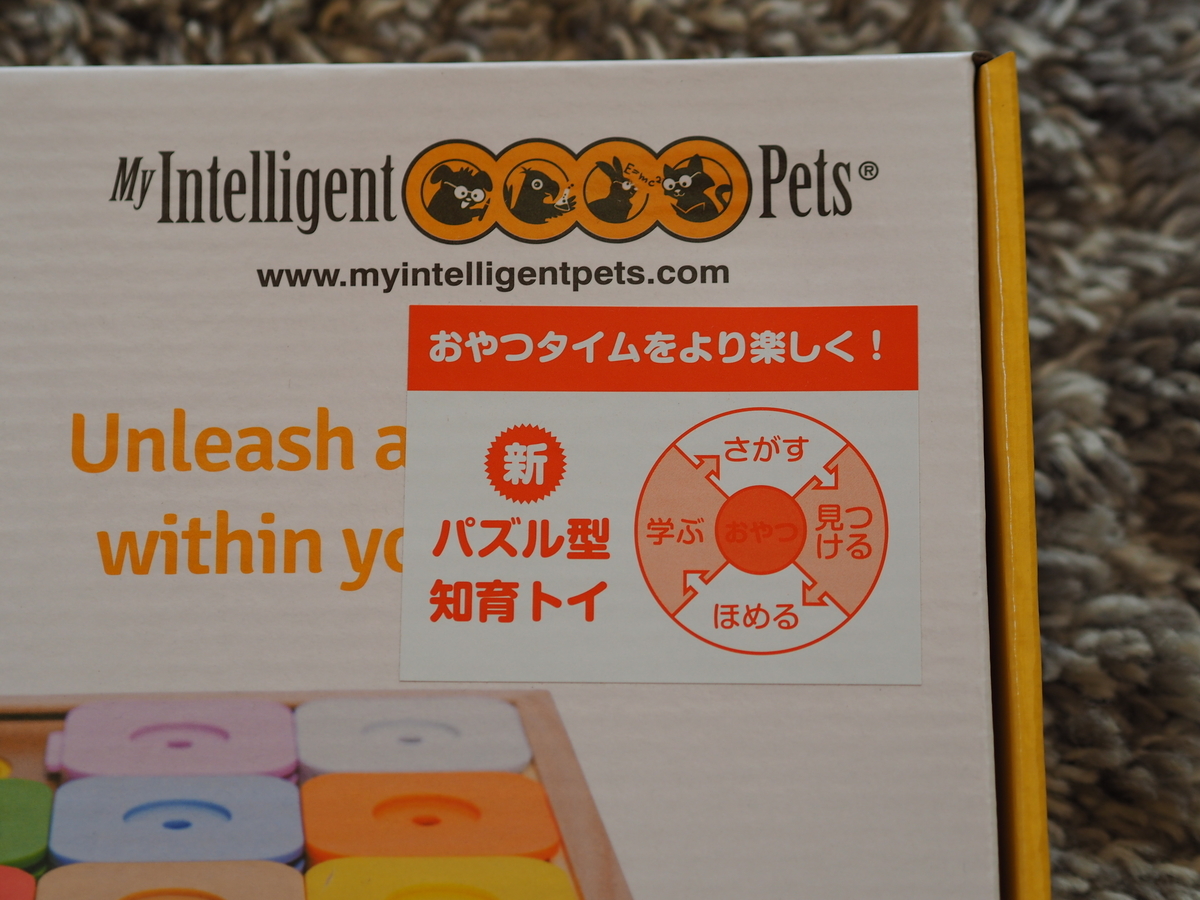 My Intelligent Pets®
E=mc²
www.myintelligentpets.com
おやつタイムをより楽しく！
Unleash a
within yo
新
パズル型
知育トイ
さがす
見つ
ける
ほめる
学ぶ
おやつ